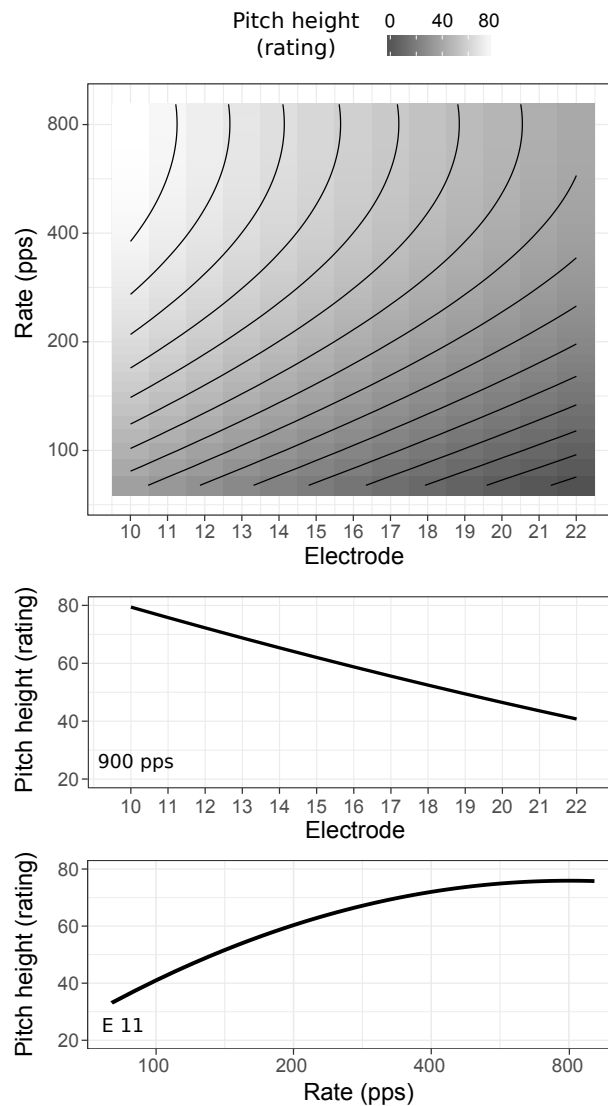 Pitch height
(rating)
0 40 80
Rate (pps)
800
400
200
100
10 11 12 13 14 15 16 17 18 19 20 21 22
Electrode
Pitch height (rating)
80
60
40
20
900 pps
10 11 12 13 14 15 16 17 18 19 20 21 22
Electrode
Pitch height (rating)
80
60
40
20
E 11
100 200 400 800
Rate (pps)